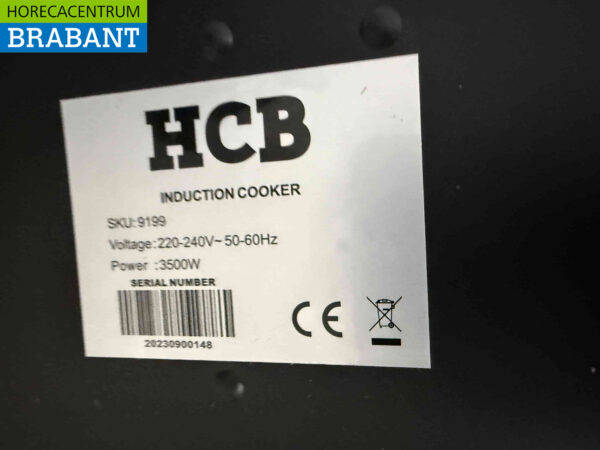 HORECACENTRUM
BRABANT
HCB
INDUCTION COOKER
SKU:9199
Voltage:220-240V~ 50-60Hz
Power :3500W
SERIAL NUMBER
20230900148
CE